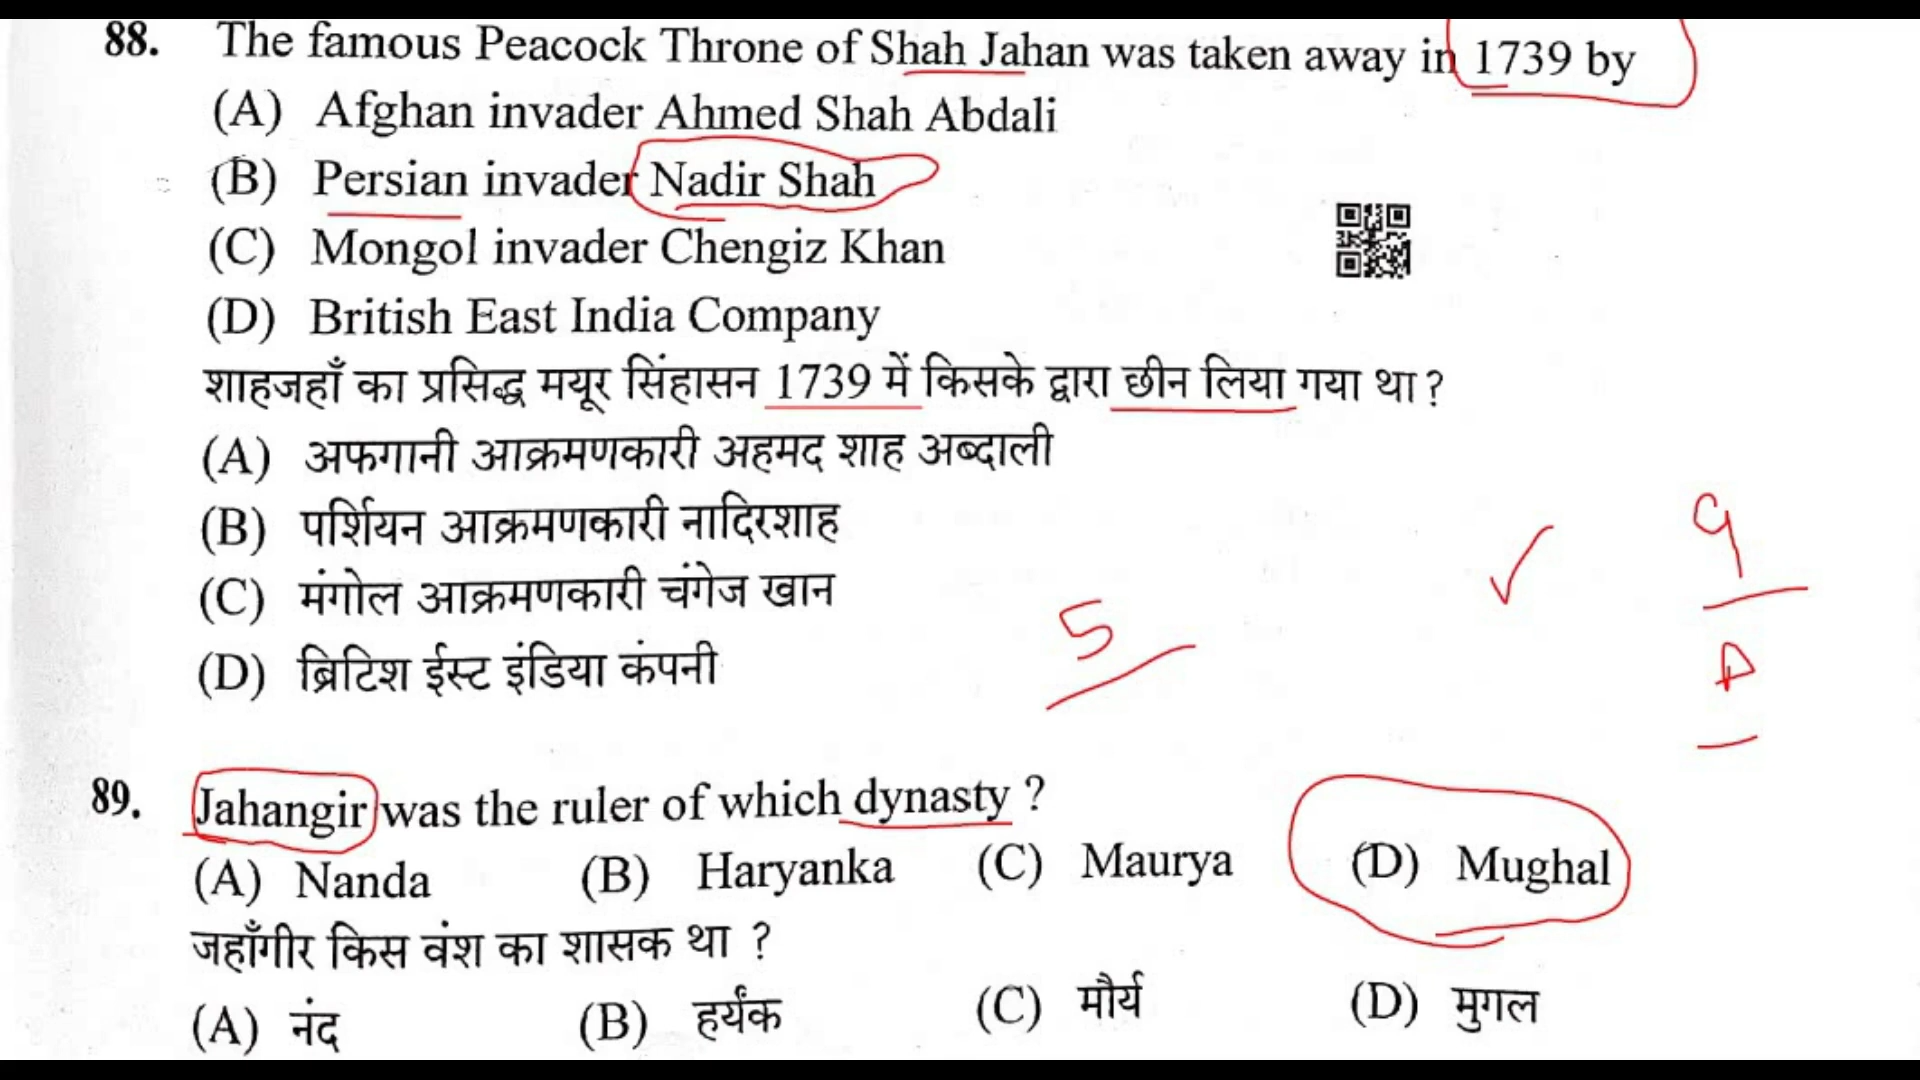 88. The famous Peacock Throne of Shah Jahan was taken away in 1739 by
(A) Afghan invader Ahmed Shah Abdali
(B) Persian invader Nadir Shah
(C) Mongol invader Chengiz Khan
(D) British East India Company
शाहजहाँ का प्रसिद्ध मयूर सिंहासन 1739 में किसके द्वारा छीन लिया गया था ?
(A) अफगानी आक्रमणकारी अहमद शाह अब्दाली
(B) पर्शियन आक्रमणकारी नादिरशाह
(C) मंगोल आक्रमणकारी चंगेज खान
(D) ब्रिटिश ईस्ट इंडिया कंपनी
5
89. Jahangir was the ruler of which dynasty ?
(A) Nanda (B) Haryanka (C) Maurya (D) Mughal
जहाँगीर किस वंश का शासक था ?
(A) नंद (B) हर्यंक (C) मौर्य (D) मुगल